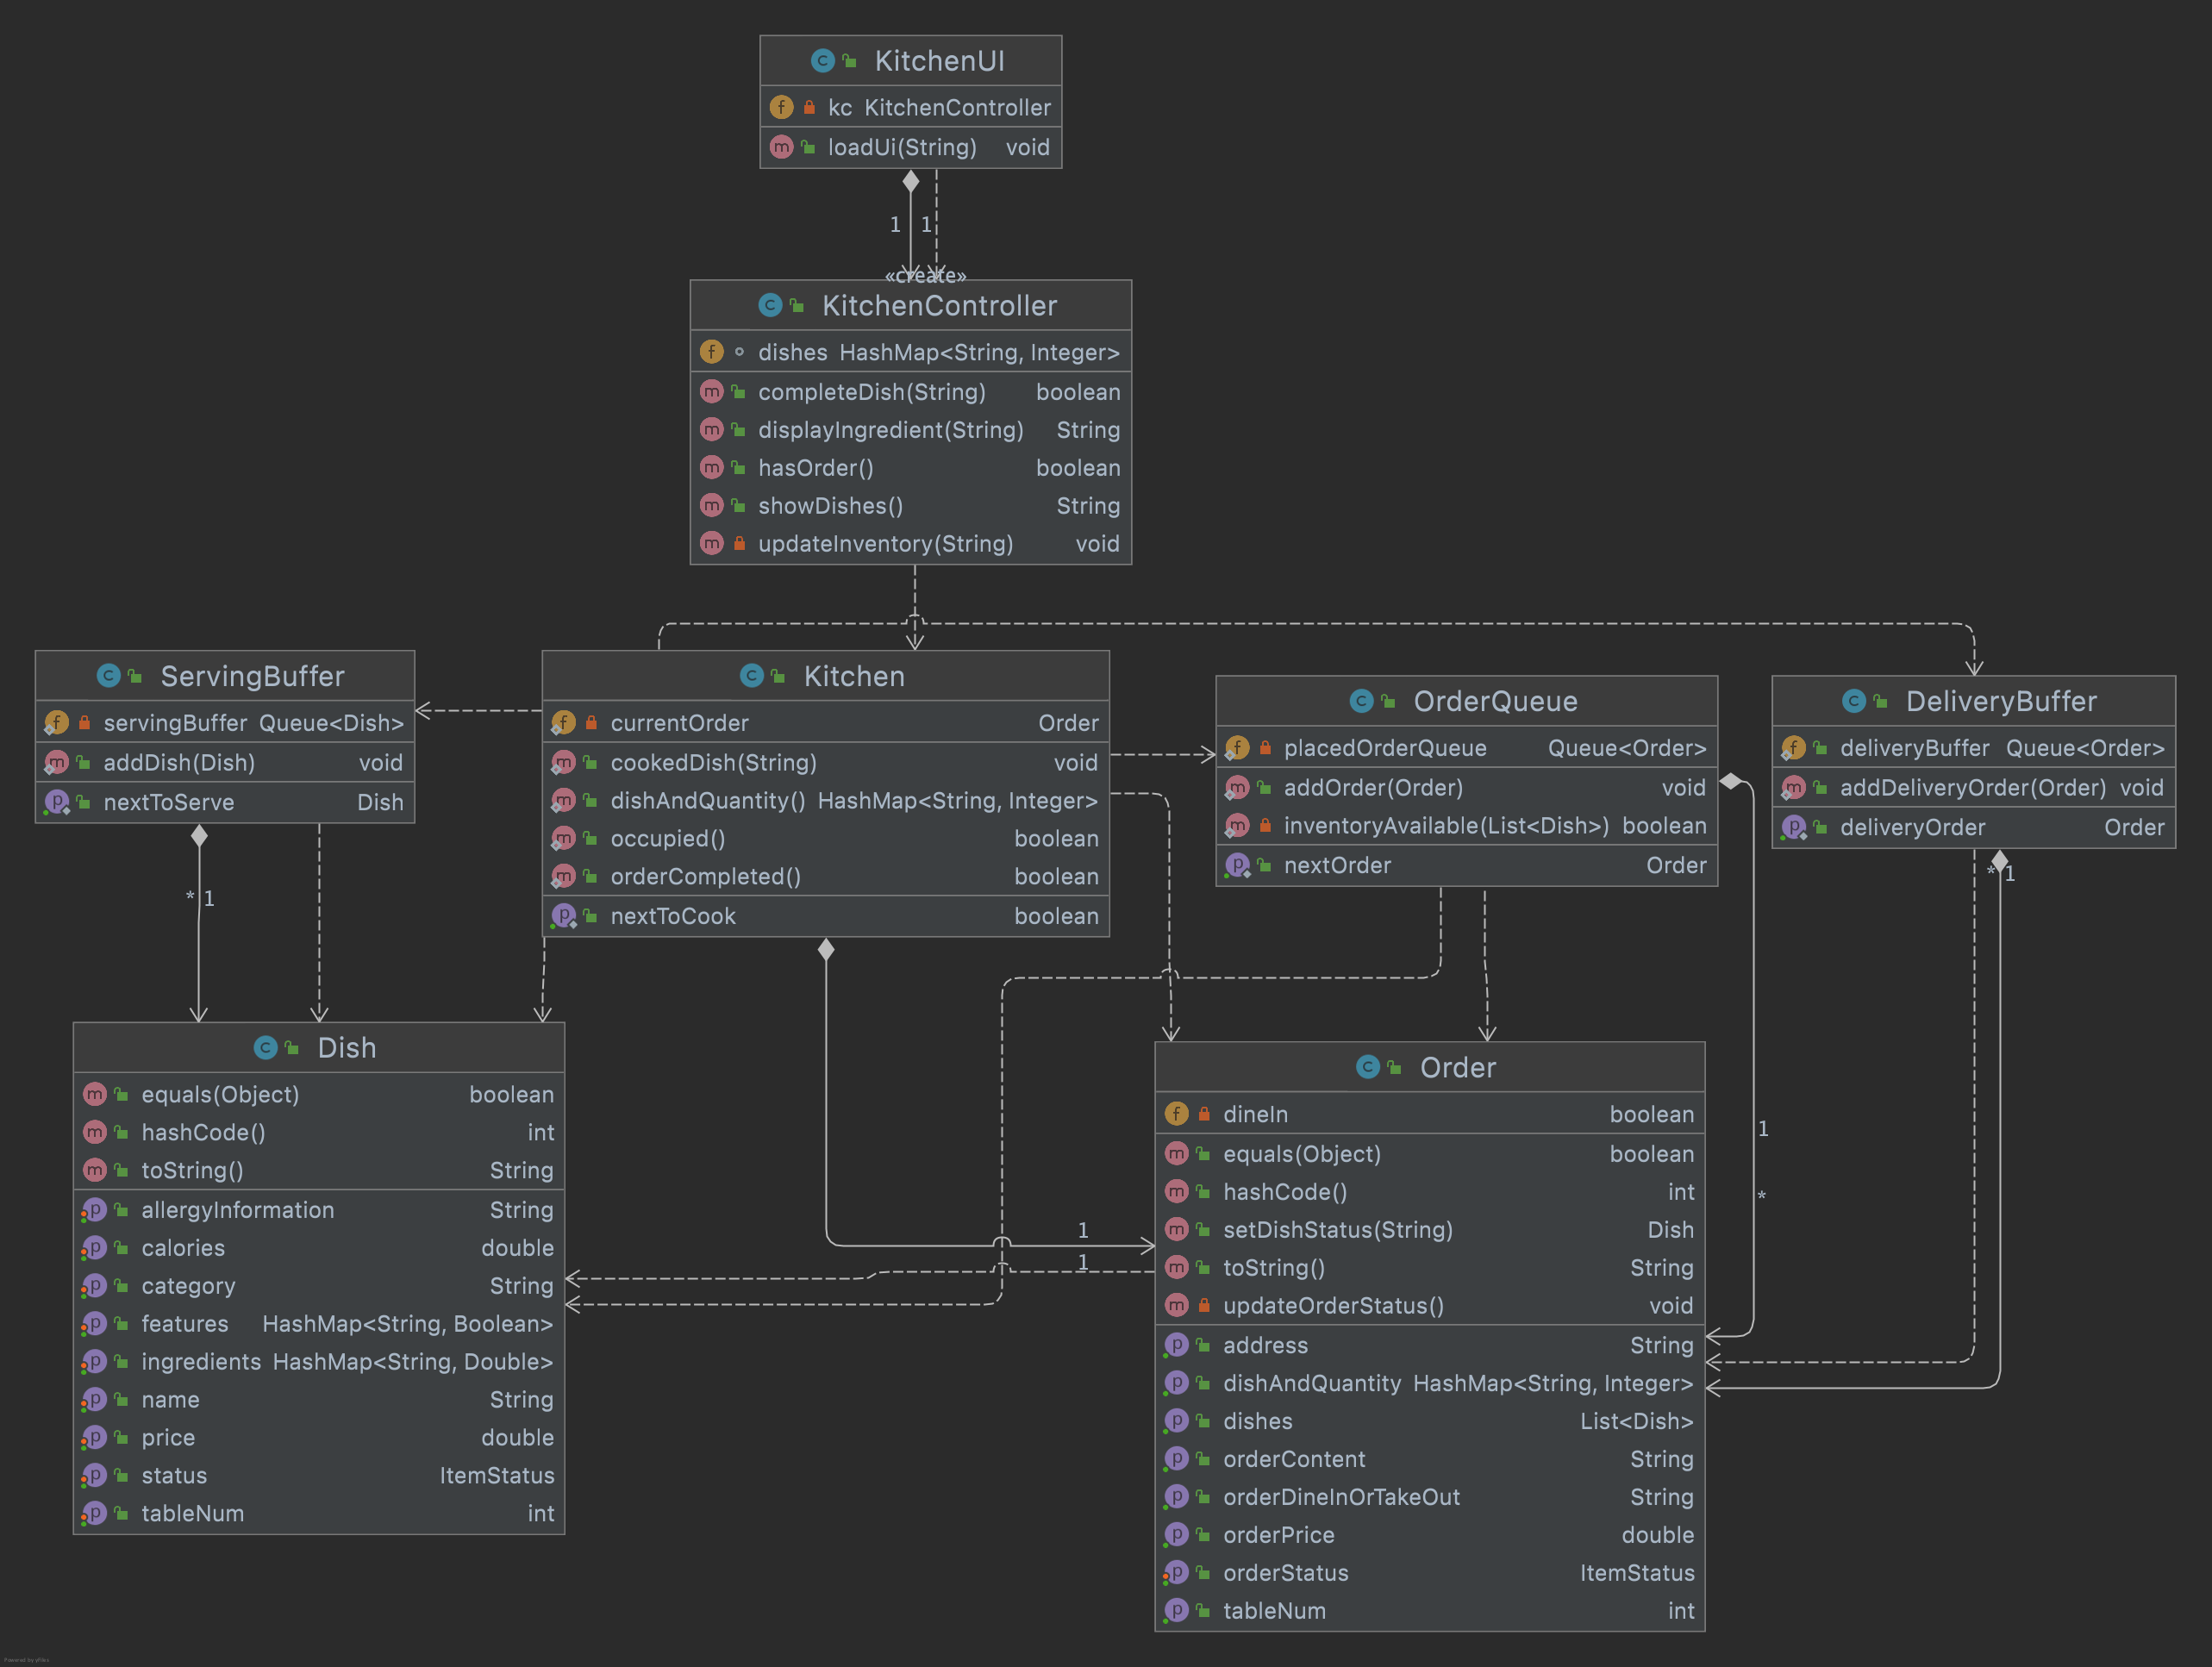 KitchenUI
kc KitchenController
loadUi(String) void
1 1
«create»
KitchenController
dishes HashMap<String, Integer>
completeDish(String) boolean
displayIngredient(String) String
hasOrder() boolean
showDishes() String
updateInventory(String) void
ServingBuffer
servingBuffer Queue<Dish>
addDish(Dish) void
nextToServe Dish
* 1
Kitchen
currentOrder Order
cookedDish(String) void
dishAndQuantity() HashMap<String, Integer>
occupied() boolean
orderCompleted() boolean
nextToCook boolean
OrderQueue
placedOrderQueue Queue<Order>
addOrder(Order) void
inventoryAvailable(List<Dish>) boolean
nextOrder Order
DeliveryBuffer
deliveryBuffer Queue<Order>
addDeliveryOrder(Order) void
deliveryOrder Order
* 1
Dish
equals(Object) boolean
hashCode() int
toString() String
allergyInformation String
calories double
category String
features HashMap<String, Boolean>
ingredients HashMap<String, Double>
name String
price double
status ItemStatus
tableNum int
1
1
Order
dineIn boolean
equals(Object) boolean
hashCode() int
setDishStatus(String) Dish
toString() String
updateOrderStatus() void
address String
dishAndQuantity HashMap<String, Integer>
dishes List<Dish>
orderContent String
orderDineInOrTakeOut String
orderPrice double
orderStatus ItemStatus
tableNum int
1
*
Powered by yFiles